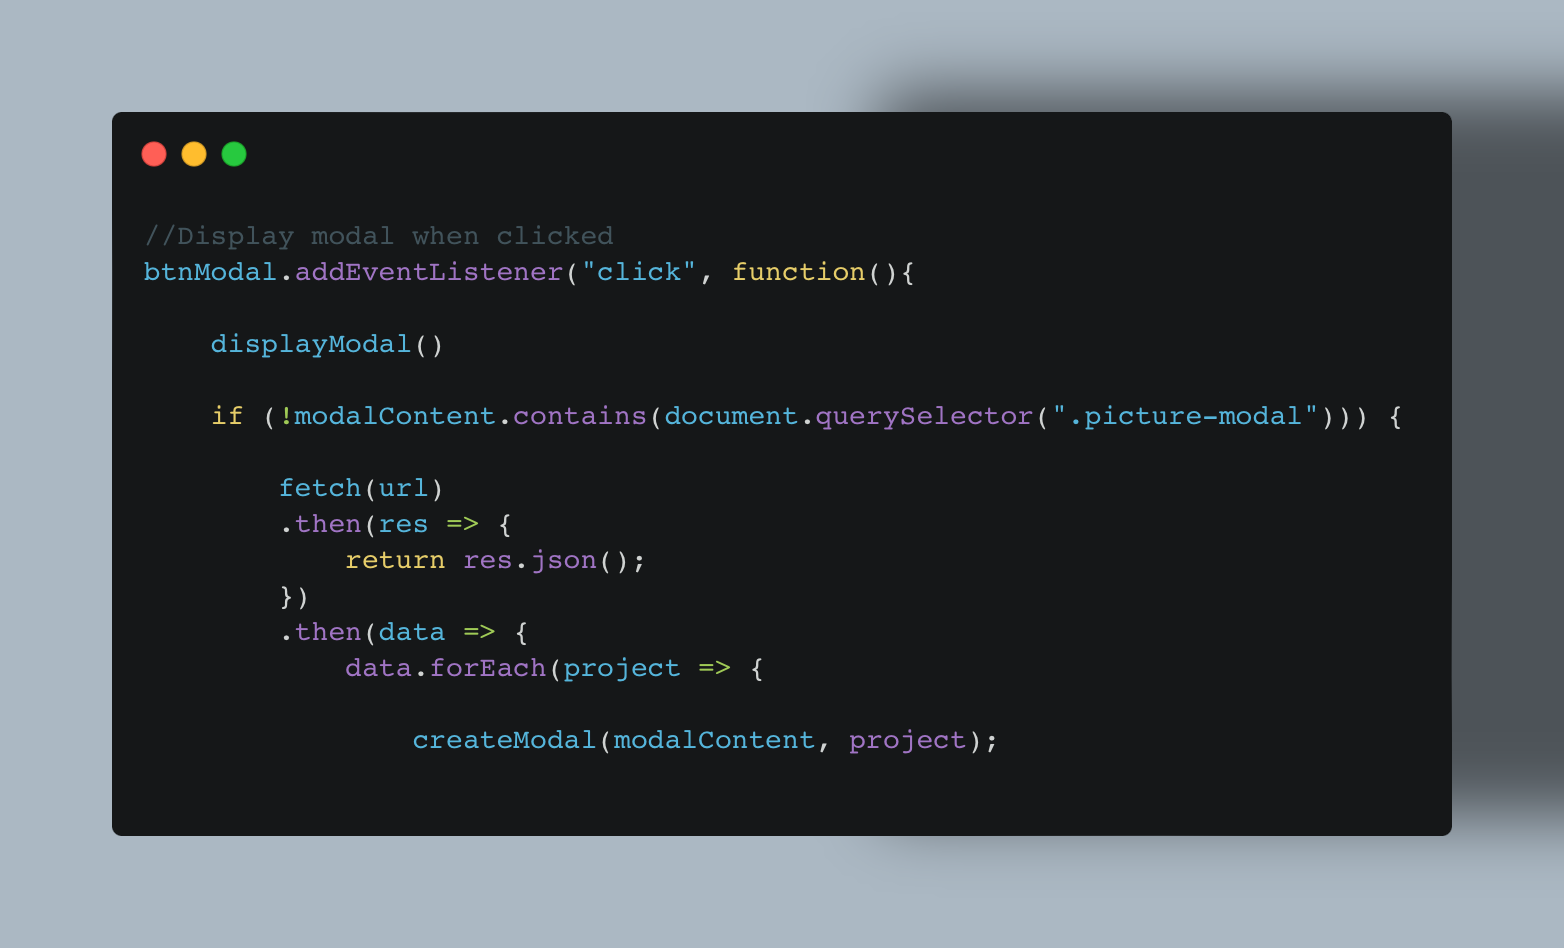 //Display modal when clicked
btnModal.addEventListener("click", function(){
displayModal()
if (!modalContent.contains(document.querySelector(".picture-modal"))) {
fetch(url)
.then(res => {
return res.json();
})
.then(data => {
data.forEach(project => {
createModal(modalContent, project);